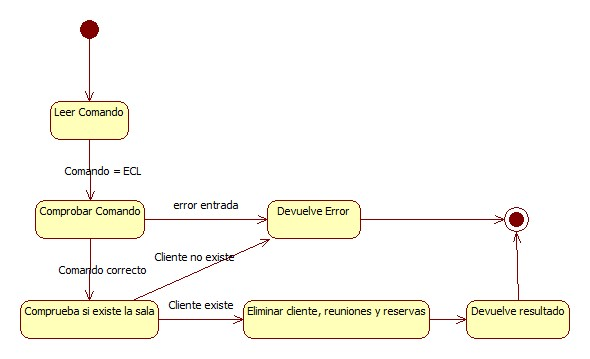 Leer Comando
Comando = ECL
Comprobar Comando
error entrada
Devuelve Error
Comando correcto
Cliente no existe
Comprueba si existe la sala
Cliente existe
Eliminar cliente, reuniones y reservas
Devuelve resultado